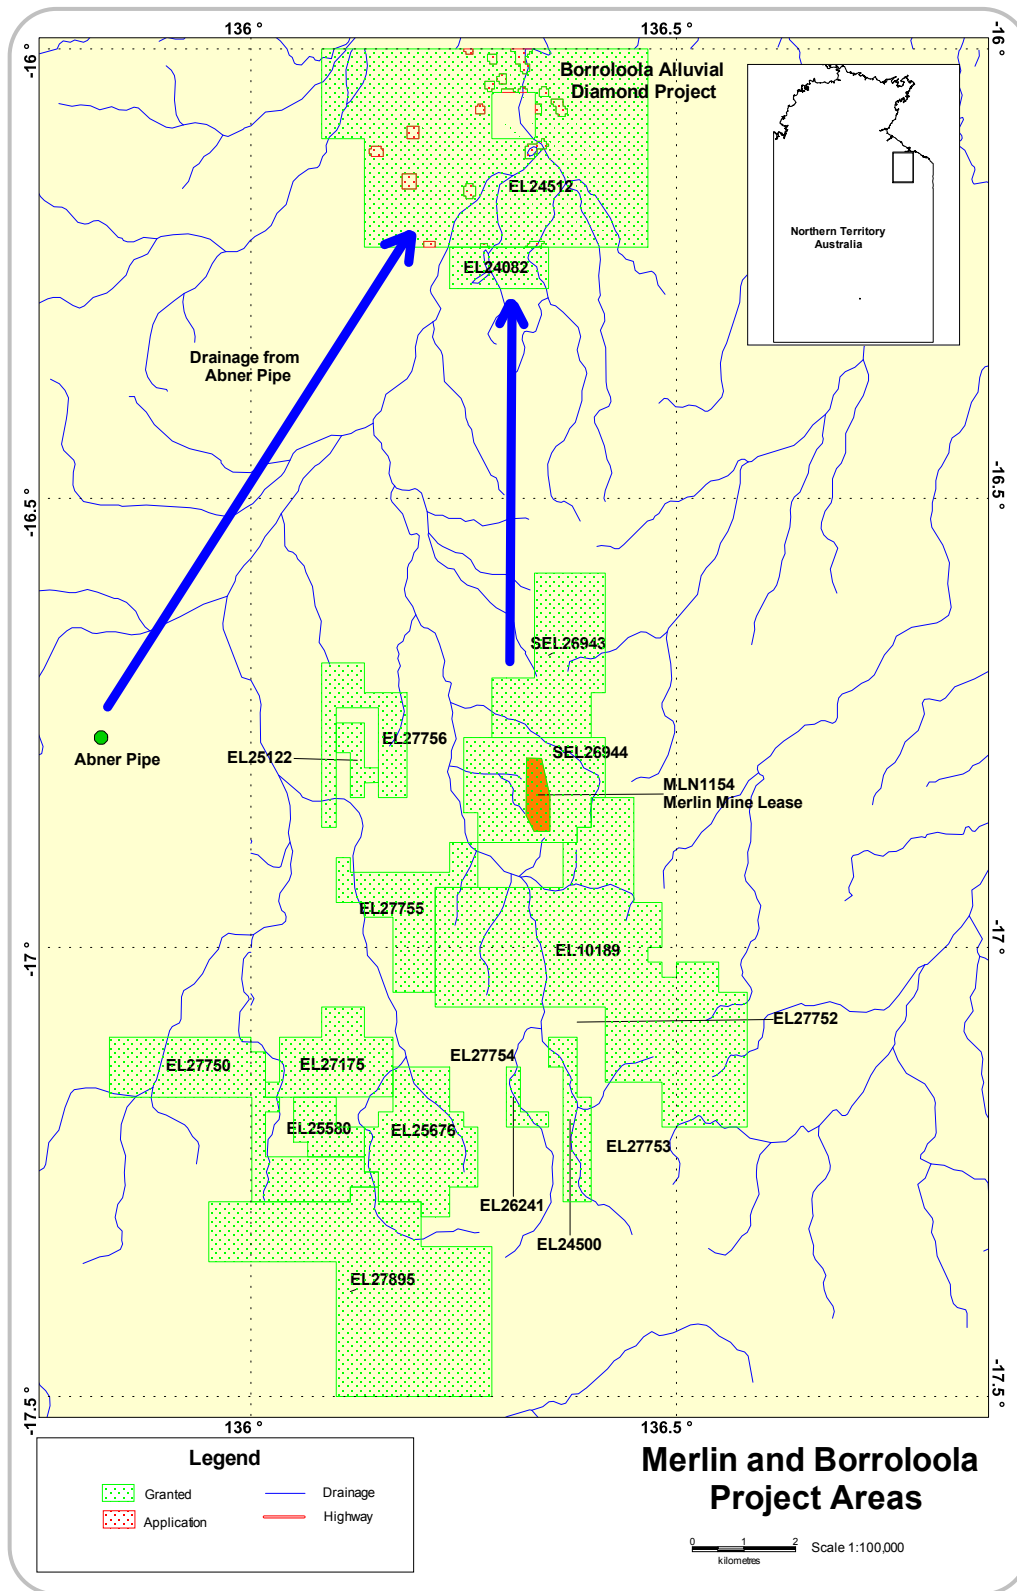 136 °
136.5 °
-16 °
-16 °
Borroloola Alluvial
Diamond Project
EL24512
Northern Territory
Australia
EL24082
Drainage from
Abner Pipe
-16.5 °
-16.5 °
SEL26943
EL27756
SEL26944
Abner Pipe
EL25122
MLN1154
Merlin Mine Lease
EL27755
EL10189
-17 °
-17 °
EL27752
EL27754
EL27750
EL27175
EL25580
EL25676
EL27753
EL26241
EL24500
EL27895
-17.5 °
-17.5 °
136 °
136.5 °
Legend
Granted
Drainage
Application
Highway
Merlin and Borroloola
Project Areas
0 1 2
kilometres
Scale 1:100,000